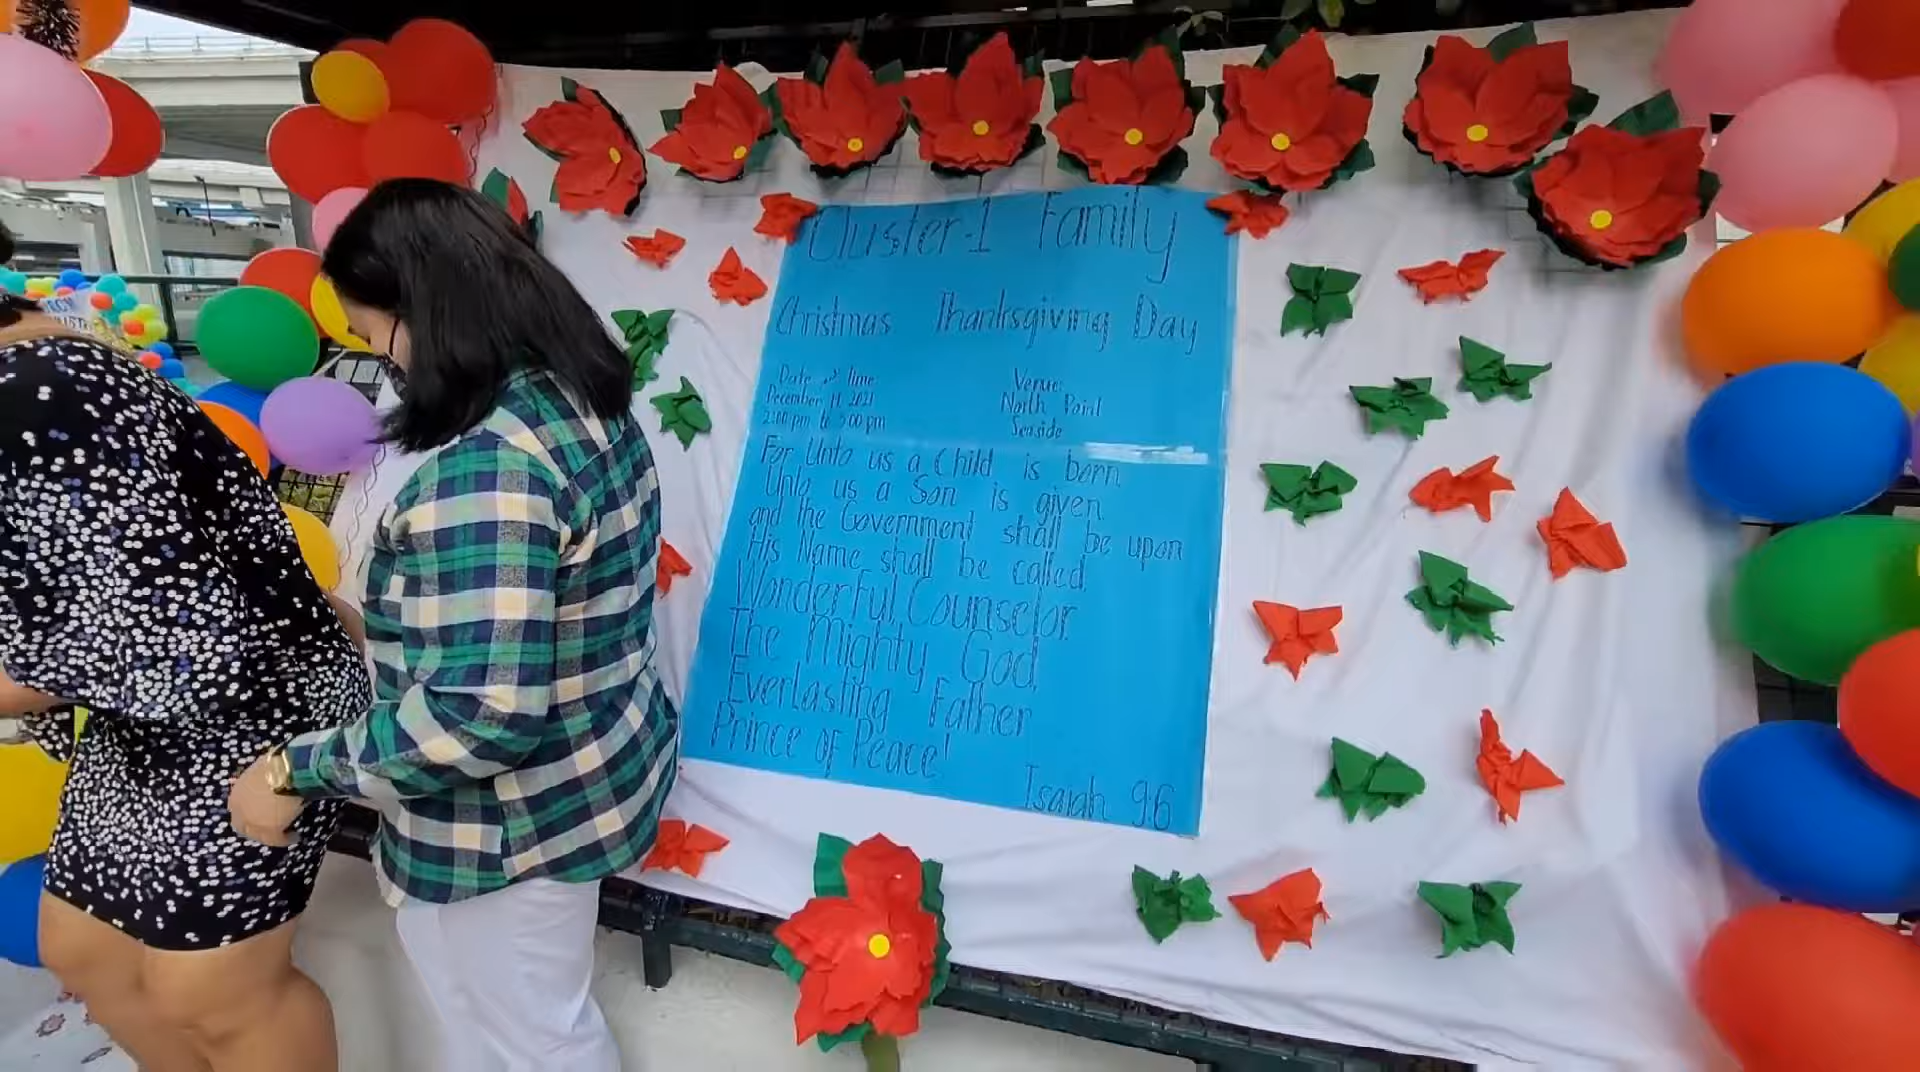 Cluster-1 Family
Christmas Thanksgiving Day
Date and Time
December 19 2021
2:00 pm to 5:00 pm
Venue:
North Point
Seaside
For Unto us a Child is born
Unto us a Son is given
and the Government shall be upon
His Name shall be called,
Wonderful, Counselor,
The Mighty God,
Everlasting Father
Prince of Peace!
Isaiah 9:6